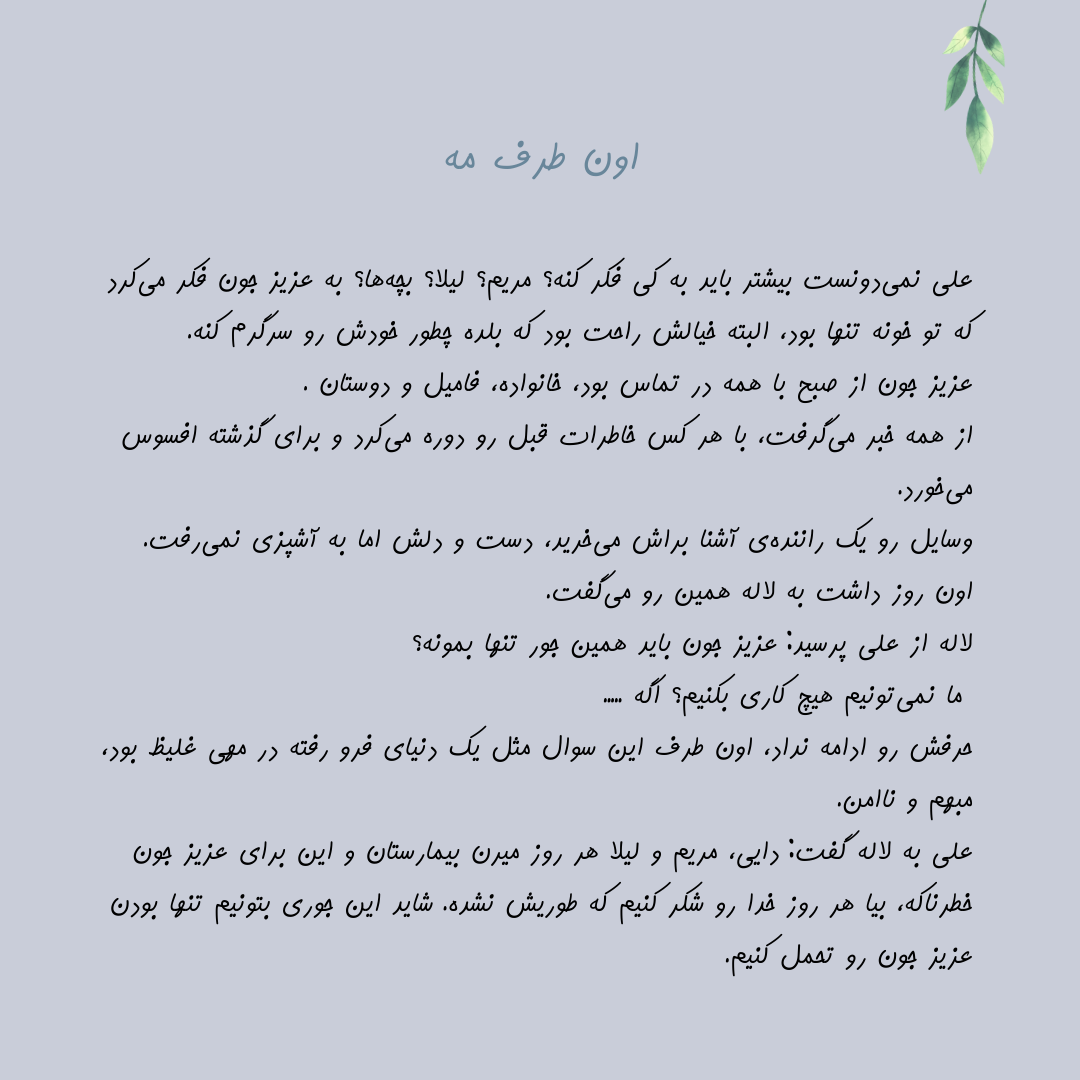 اون طرف مه
علی نمی‌دونست بیشتر باید به کی فکر کنه؟ مریم؟ لیلا؟ بچه‌ها؟ به عزیز جون فکر می‌کرد
که تو خونه تنها بود، البته خیالش راحت بود که بلده چطور خودش رو سرگرم کنه.
عزیز جون از صبح با همه در تماس بود، خانواده، فامیل و دوستان .
از همه خبر می‌گرفت، با هر کس خاطرات قبل رو دوره می‌کرد و برای گذشته افسوس
می‌خورد.
وسایل رو یک راننده‌ی آشنا براش می‌خرید، دست و دلش اما به آشپزی نمی‌رفت.
اون روز داشت به لاله همین رو می‌گفت.
لاله از علی پرسید: عزیز جون باید همین جور تنها بمونه؟
ما نمی‌تونیم هیچ کاری بکنیم؟ اگه .....
حرفش رو ادامه نداد، اون طرف این سوال مثل یک دنیای فرو رفته در مهی غلیظ بود،
مبهم و ناامن.
علی به لاله گفت: دایی، مریم و لیلا هر روز میرن بیمارستان و این برای عزیز جون
خطرناکه، بیا هر روز خدا رو شکر کنیم که طوریش نشده. شاید این جوری بتونیم تنها بودن
عزیز جون رو تحمل کنیم.